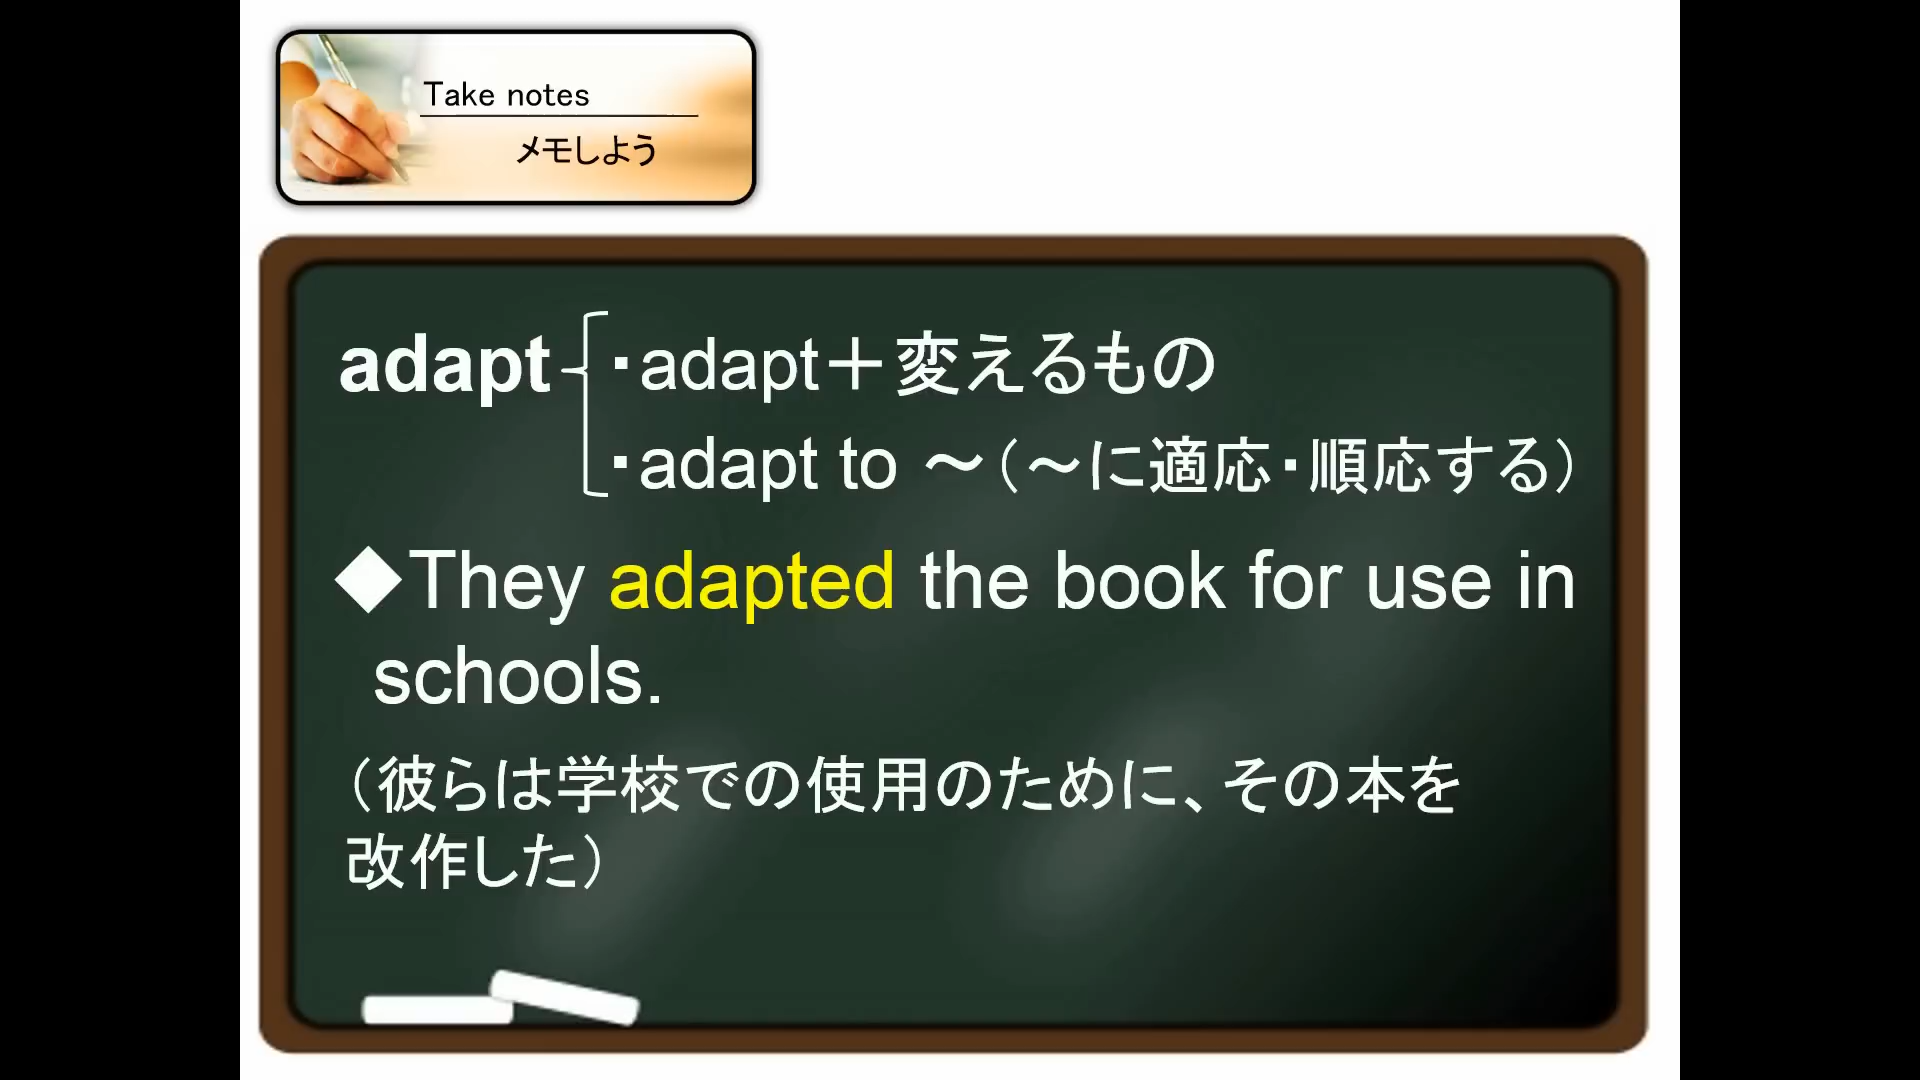 Take notes
メモしよう
adapt
・adapt＋変えるもの
・adapt to ～（～に適応・順応する）
◆They adapted the book for use in
schools.
（彼らは学校での使用のために、その本を
改作した）